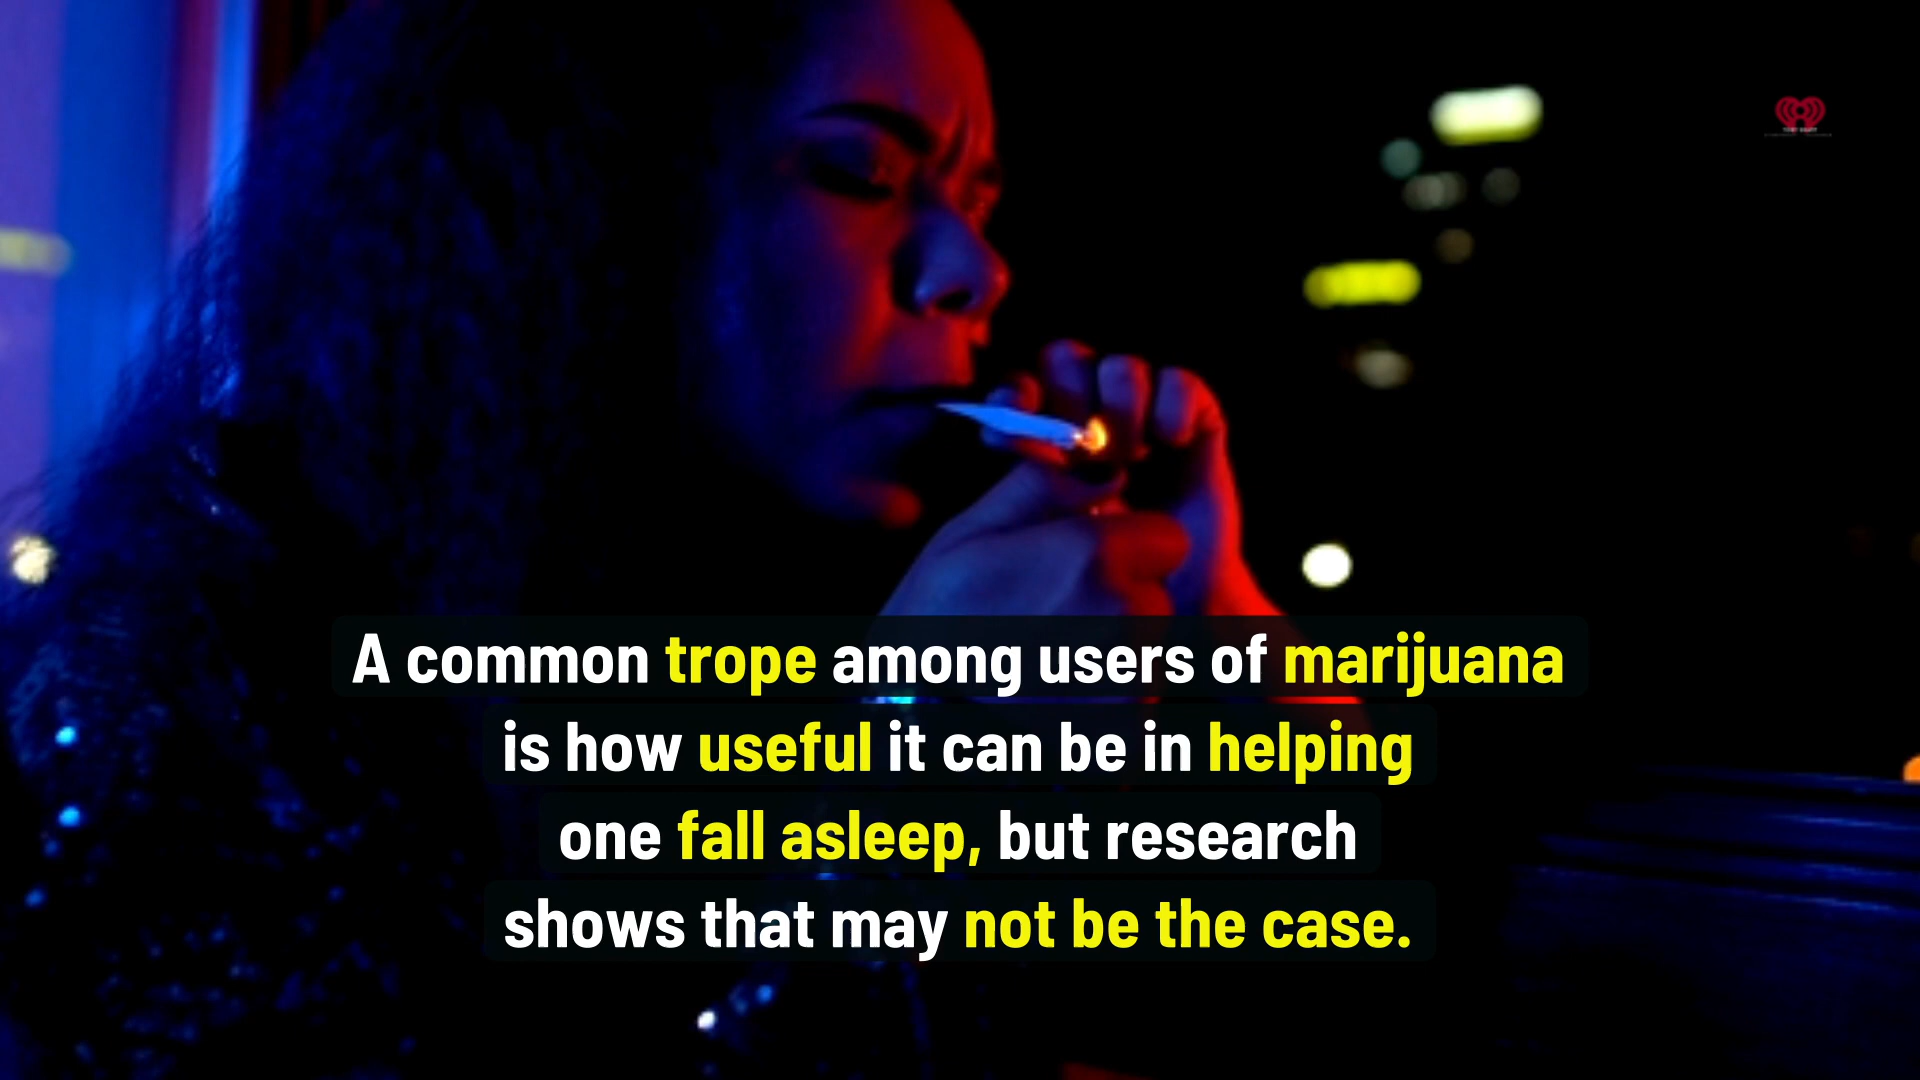 A common trope among users of marijuana
is how useful it can be in helping
one fall asleep, but research
shows that may not be the case.